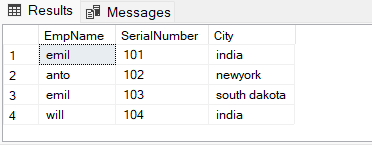 Results Messages
EmpName SerialNumber City
1 emil 101 india
2 anto 102 newyork
3 emil 103 south dakota
4 will 104 india